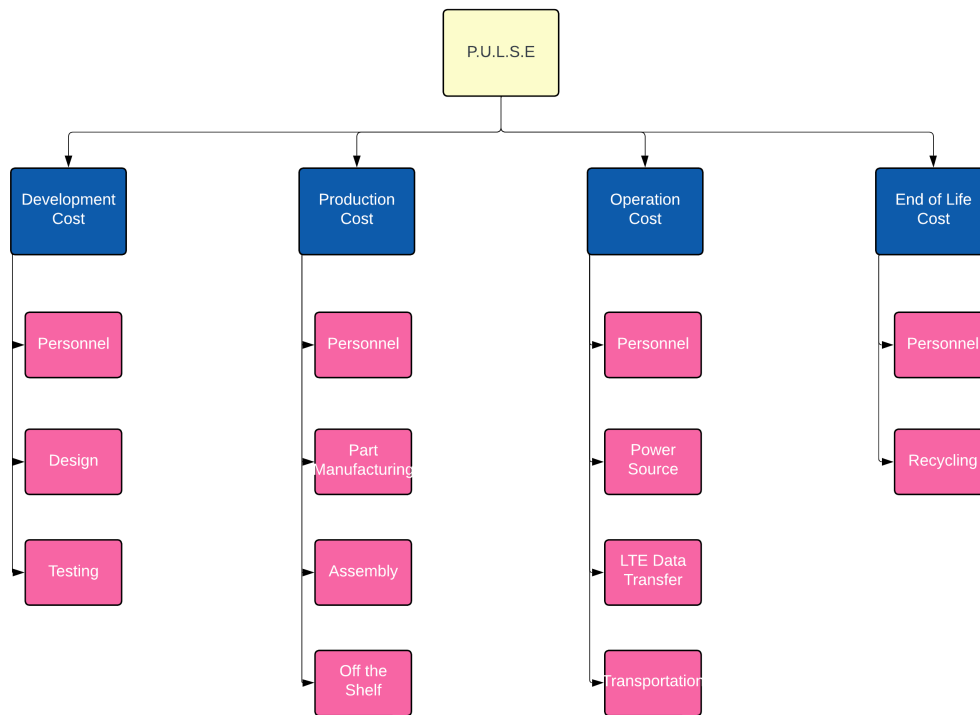 P.U.L.S.E
Development
Cost
Production
Cost
Operation
Cost
End of Life
Cost
Personnel
Personnel
Personnel
Personnel
Design
Part
Manufacturing
Power
Source
Recycling
Testing
Assembly
LTE Data
Transfer
Off the
Shelf
Transportation